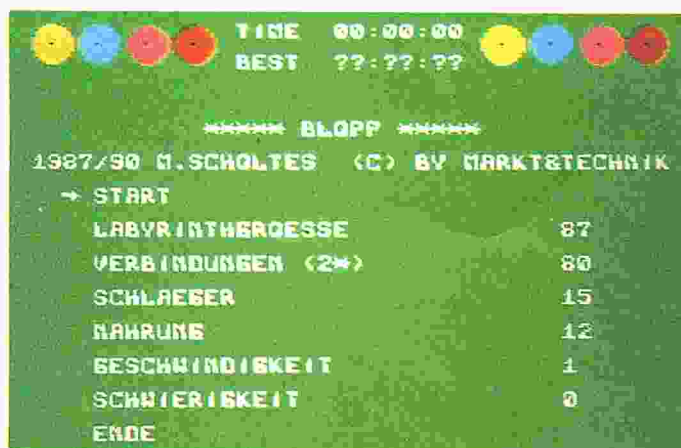 TIME 00:00:00
BEST ??:??:??
***** BLOPP *****
1987/90 M.SCHOLTES (C) BY MARKT&TECHNIK
→ START
LABYRINTHGROESSE 87
VERBINDUNGEN (2*) 80
SCHLAEGER 15
NAHRUNG 12
GESCHWINDIGKEIT 1
SCHWIERIGKEIT 0
ENDE